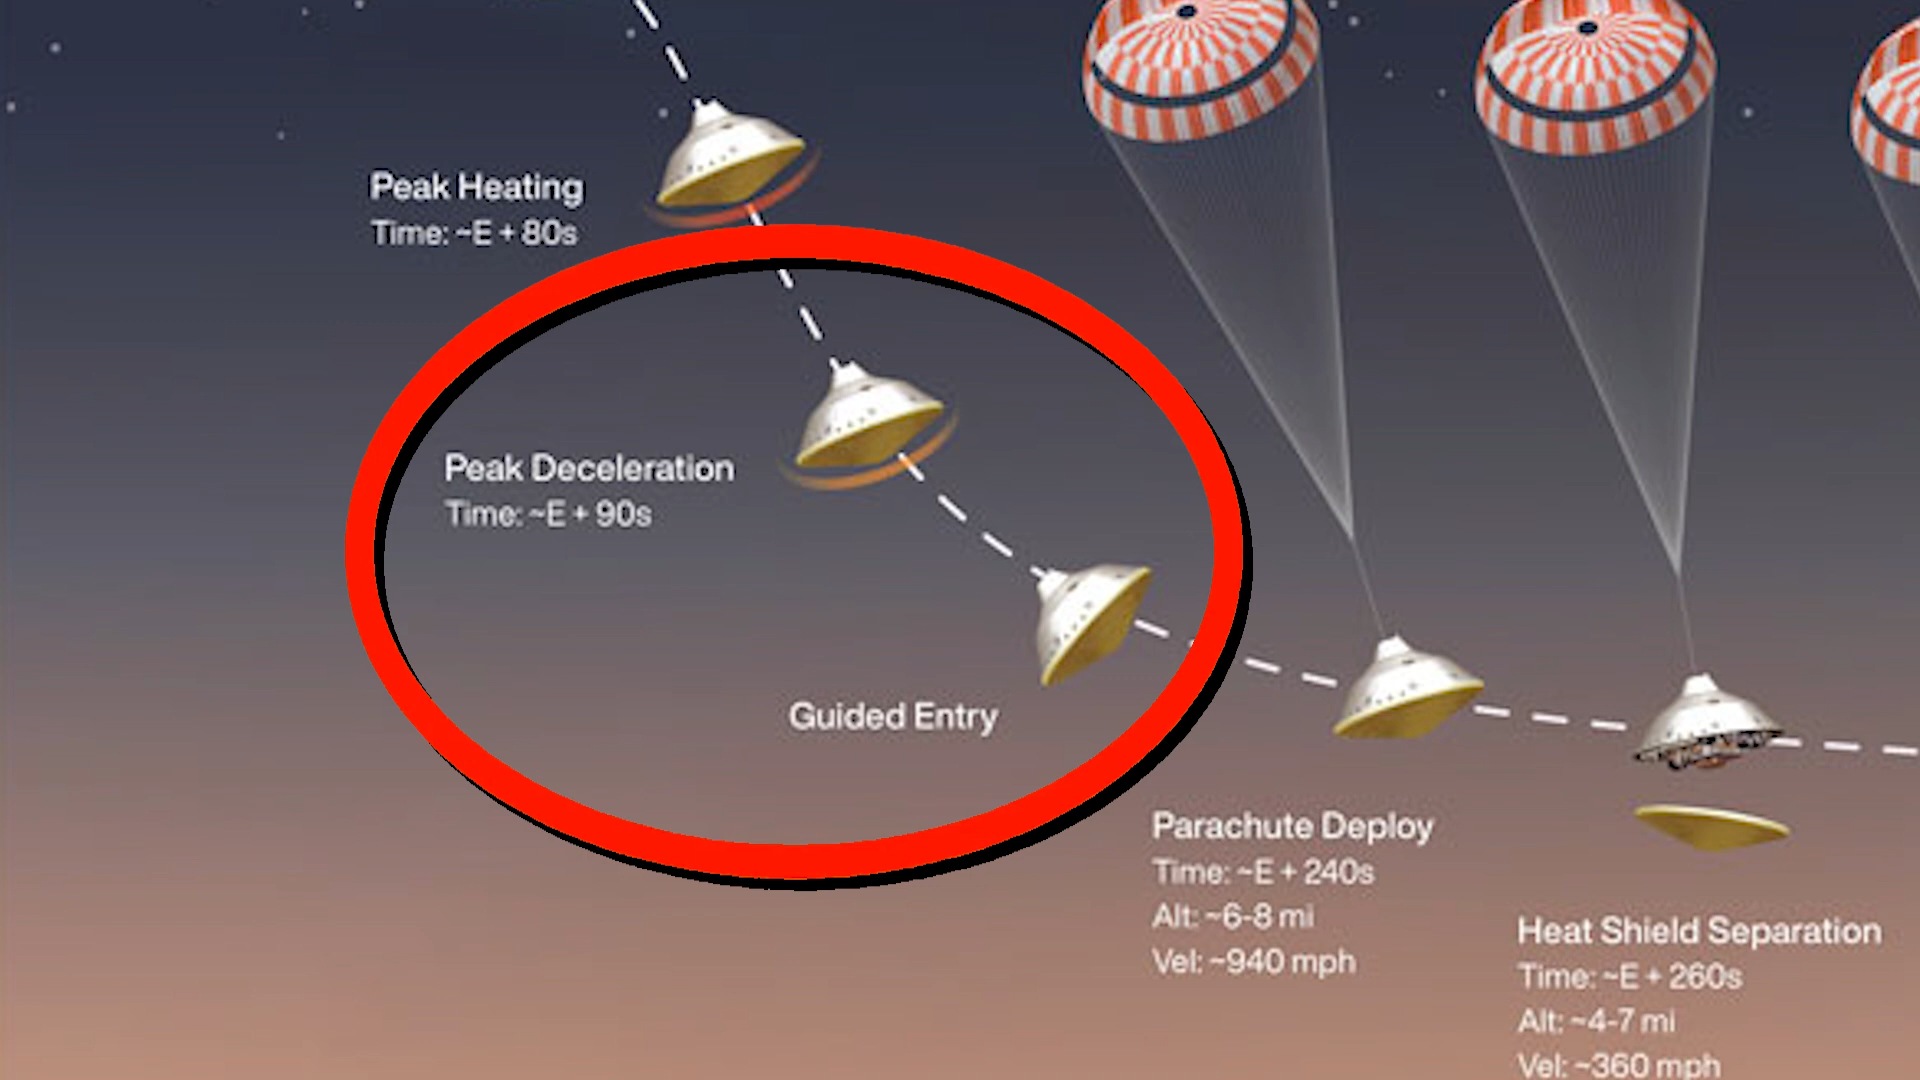 Peak Heating
Time: ~E + 80s
Peak Deceleration
Time: ~E + 90s
Guided Entry
Parachute Deploy
Time: ~E + 240s
Alt: ~6-8 mi
Vel: ~940 mph
Heat Shield Separation
Time: ~E + 260s
Alt: ~4-7 mi
Vel: ~360 mph